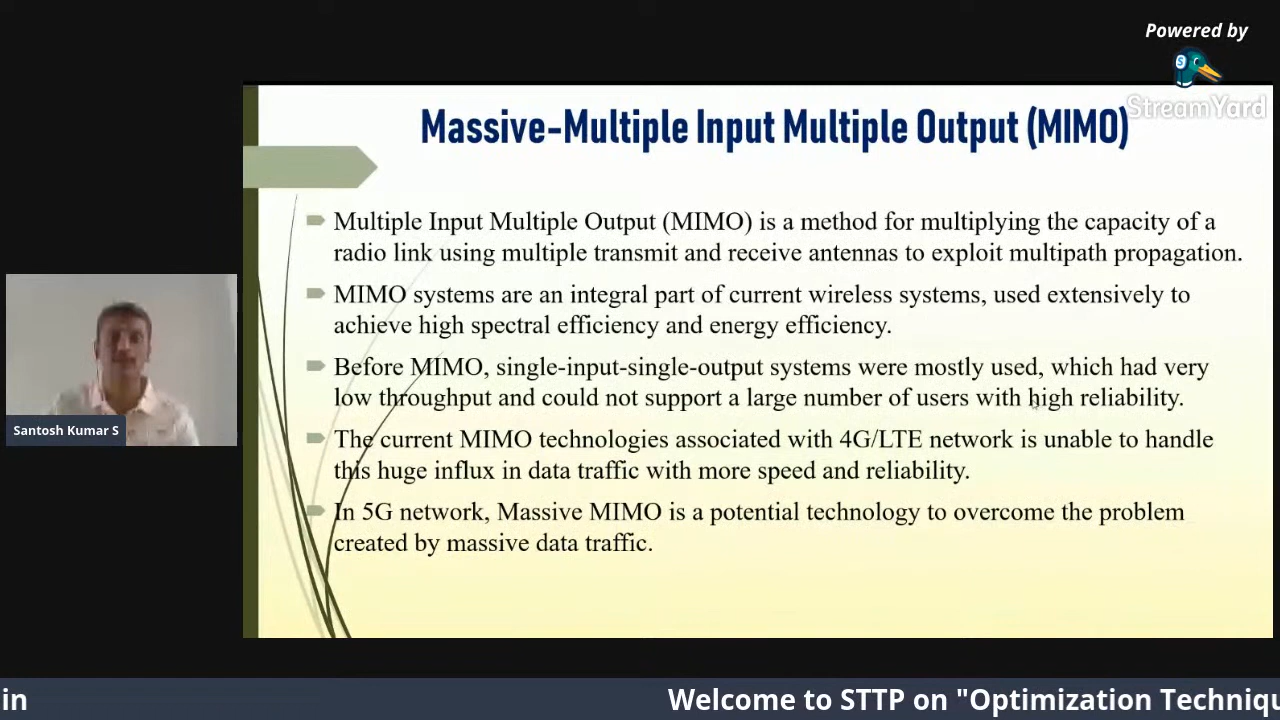 Powered by
StreamYard
Massive-Multiple Input Multiple Output (MIMO)
Multiple Input Multiple Output (MIMO) is a method for multiplying the capacity of a
radio link using multiple transmit and receive antennas to exploit multipath propagation.
MIMO systems are an integral part of current wireless systems, used extensively to
achieve high spectral efficiency and energy efficiency.
Before MIMO, single-input-single-output systems were mostly used, which had very
low throughput and could not support a large number of users with high reliability.
The current MIMO technologies associated with 4G/LTE network is unable to handle
this huge influx in data traffic with more speed and reliability.
In 5G network, Massive MIMO is a potential technology to overcome the problem
created by massive data traffic.
Santosh Kumar S
in
Welcome to STTP on "Optimization Techniqu